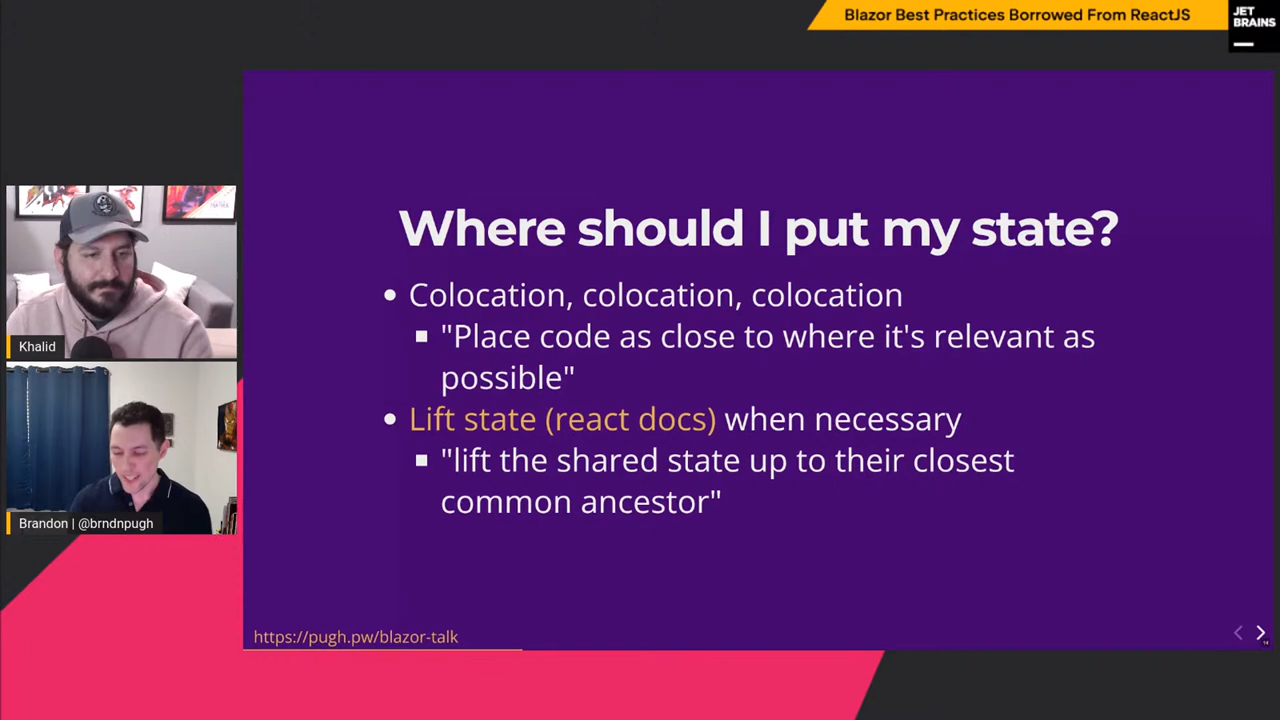 Blazor Best Practices Borrowed From ReactJS
JET
BRAINS
Where should I put my state?
Colocation, colocation, colocation
"Place code as close to where it's relevant as
possible"
Lift state (react docs) when necessary
"lift the shared state up to their closest
common ancestor"
Khalid
Brandon | @brndnpugh
https://pugh.pw/blazor-talk